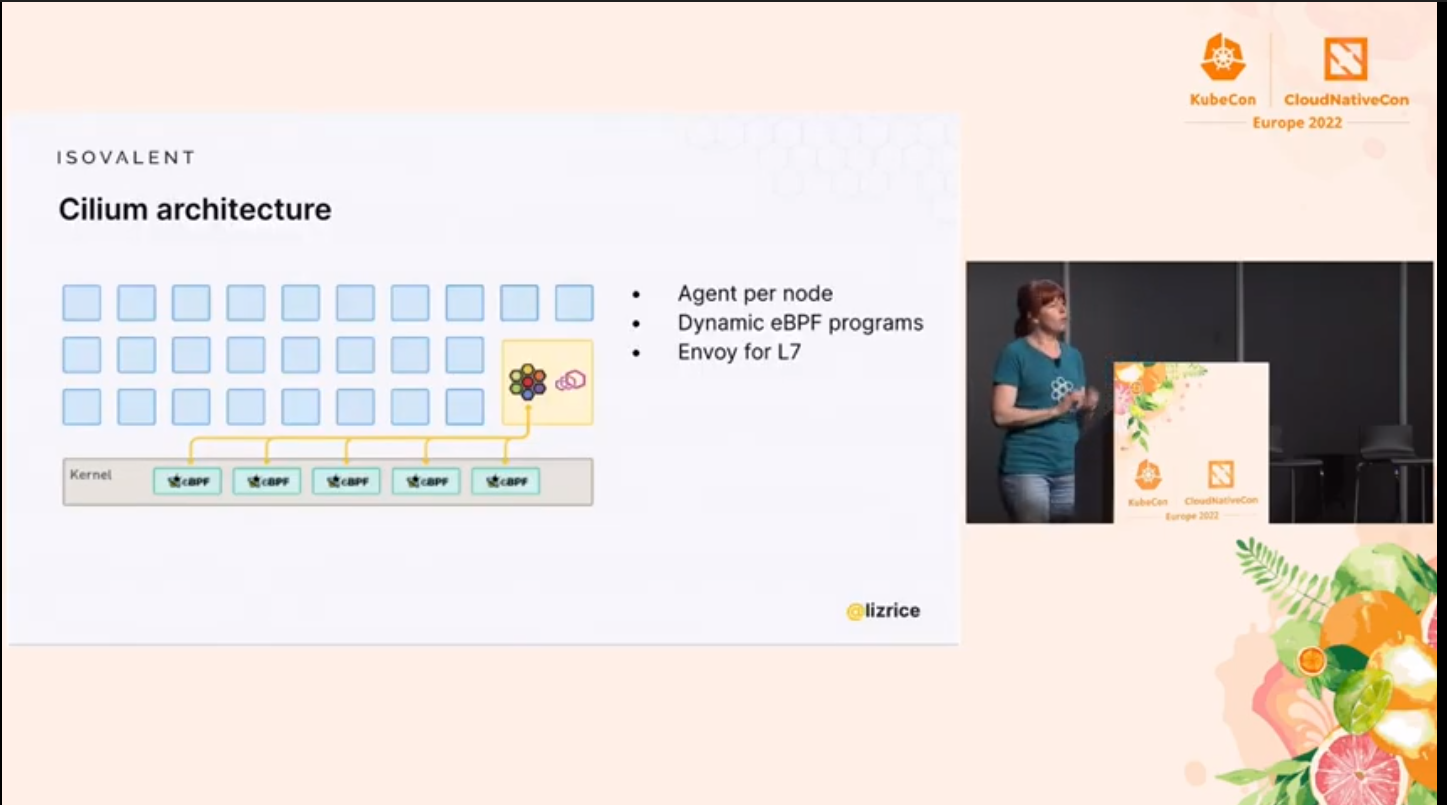 KubeCon
CloudNativeCon
Europe 2022
ISOVALENT
Cilium architecture
Agent per node
Dynamic eBPF programs
Envoy for L7
Kernel
eBPF
eBPF
eBPF
eBPF
eBPF
@lizrice
KubeCon
CloudNativeCon
Europe 2022